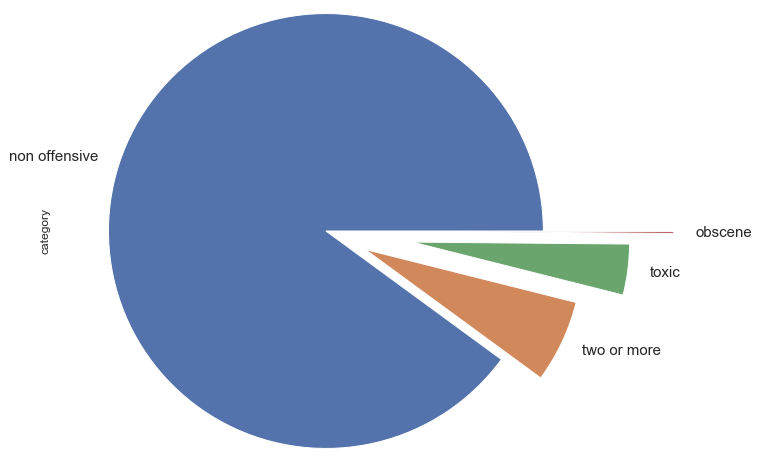 non offensive
category
obscene
toxic
two or more